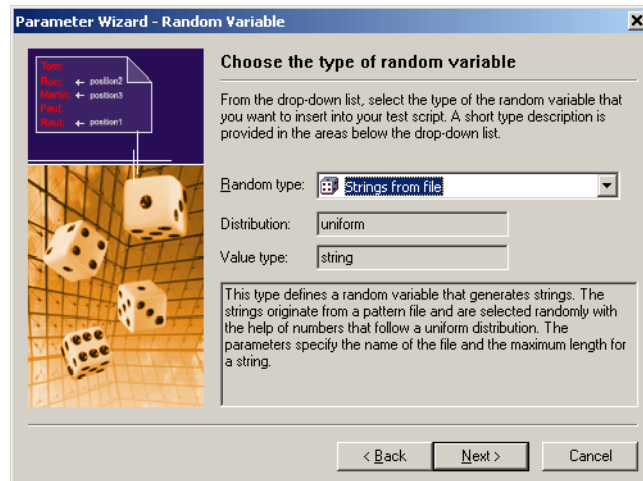 Parameter Wizard - Random Variable
Tom;
Ron; ← position2
Martin; ← position3
Paul;
Raul; ← position1
Choose the type of random variable
From the drop-down list, select the type of the random variable that
you want to insert into your test script. A short type description is
provided in the areas below the drop-down list.
Random type: Strings from file
Distribution: uniform
Value type: string
This type defines a random variable that generates strings. The
strings originate from a pattern file and are selected randomly with
the help of numbers that follow a uniform distribution. The
parameters specify the name of the file and the maximum length for
a string.
< Back Next > Cancel